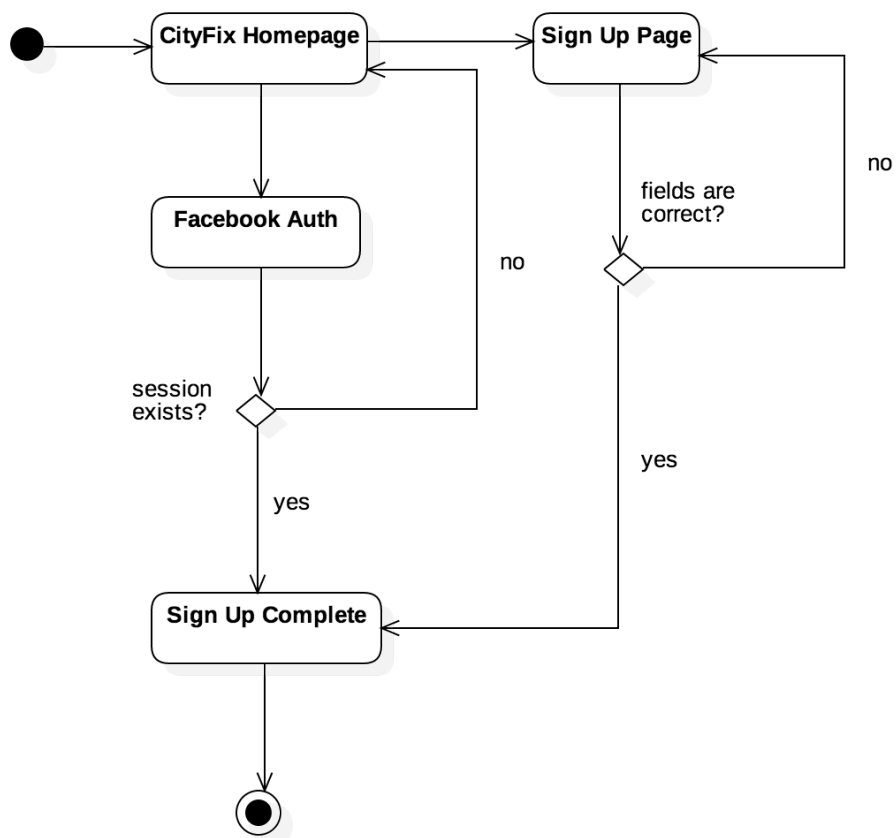 CityFix Homepage
Sign Up Page
no
fields are
correct?
Facebook Auth
no
session
exists?
yes
yes
Sign Up Complete